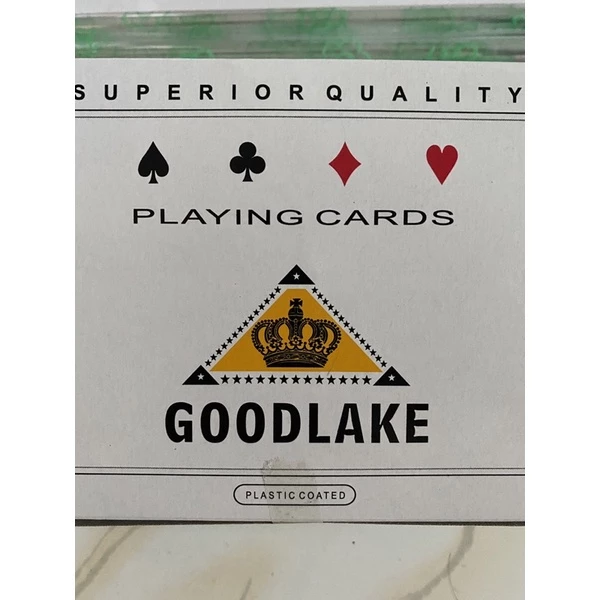 SUPERIOR QUALITY
PLAYING CARDS
GOODLAKE
PLASTIC COATED